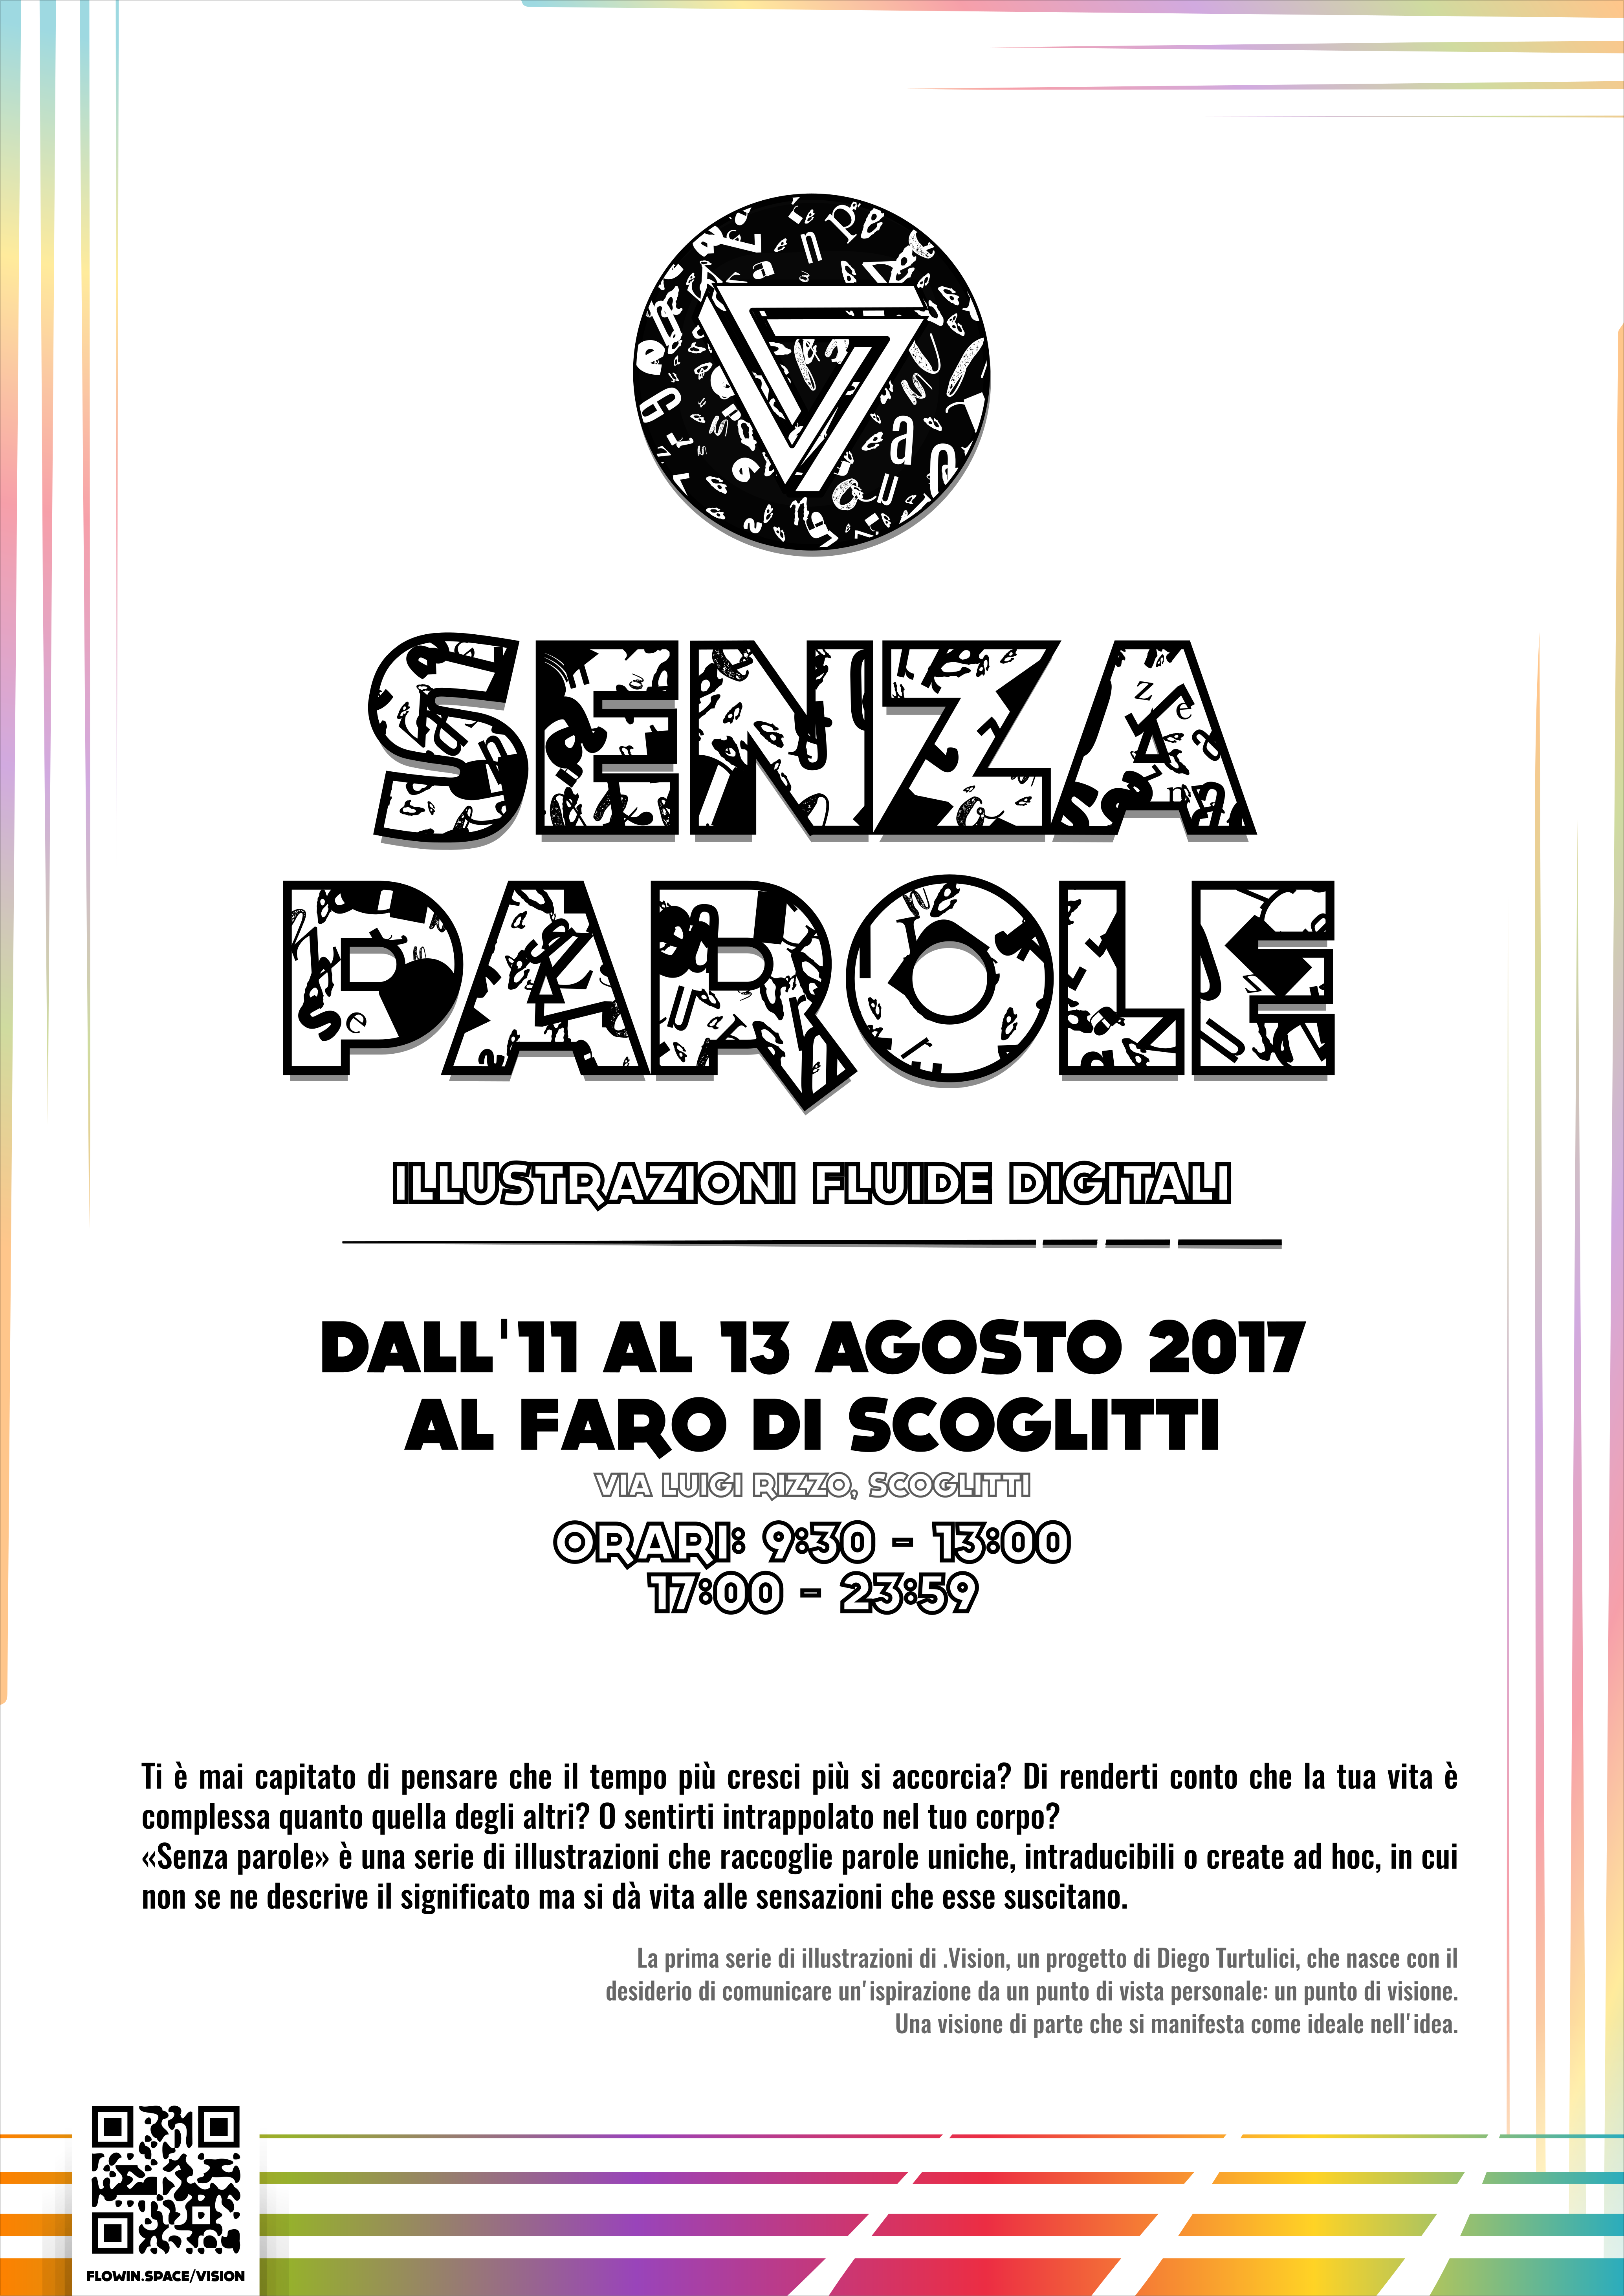 SENZA
PAROLE
ILLUSTRAZIONI FLUIDE DIGITALI
DALL'11 AL 13 AGOSTO 2017
AL FARO DI SCOGLITTI
VIA LUIGI RIZZO, SCOGLITTI
ORARI: 9:30 - 13:00
17:00 - 23:59
Ti è mai capitato di pensare che il tempo più cresci più si accorcia? Di renderti conto che la tua vita è
complessa quanto quella degli altri? O sentirti intrappolato nel tuo corpo?
«Senza parole» è una serie di illustrazioni che raccoglie parole uniche, intraducibili o create ad hoc, in cui
non se ne descrive il significato ma si dà vita alle sensazioni che esse suscitano.
La prima serie di illustrazioni di .Vision, un progetto di Diego Turtulici, che nasce con il
desiderio di comunicare un'ispirazione da un punto di vista personale: un punto di visione.
Una visione di parte che si manifesta come ideale nell'idea.
FLOWIN.SPACE/VISION